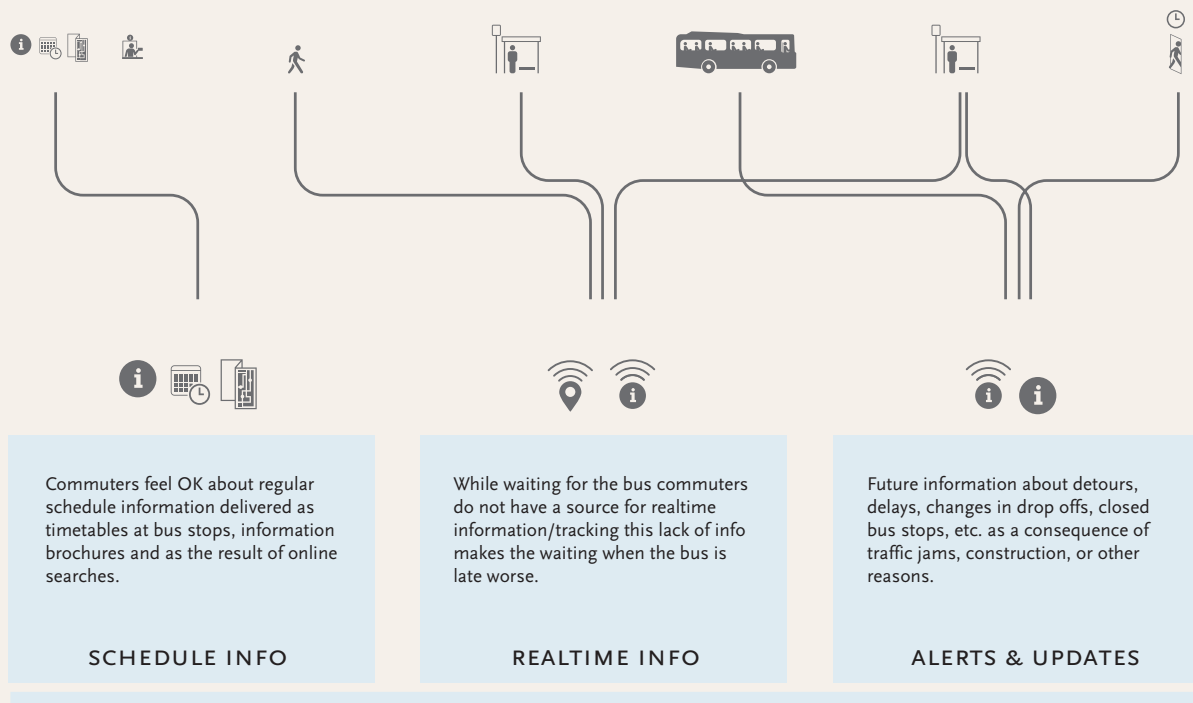 Commuters feel OK about regular
schedule information delivered as
timetables at bus stops, information
brochures and as the result of online
searches.
SCHEDULE INFO
While waiting for the bus commuters
do not have a source for realtime
information/tracking this lack of info
makes the waiting when the bus is
late worse.
REALTIME INFO
Future information about detours,
delays, changes in drop offs, closed
bus stops, etc. as a consequence of
traffic jams, construction, or other
reasons.
ALERTS & UPDATES